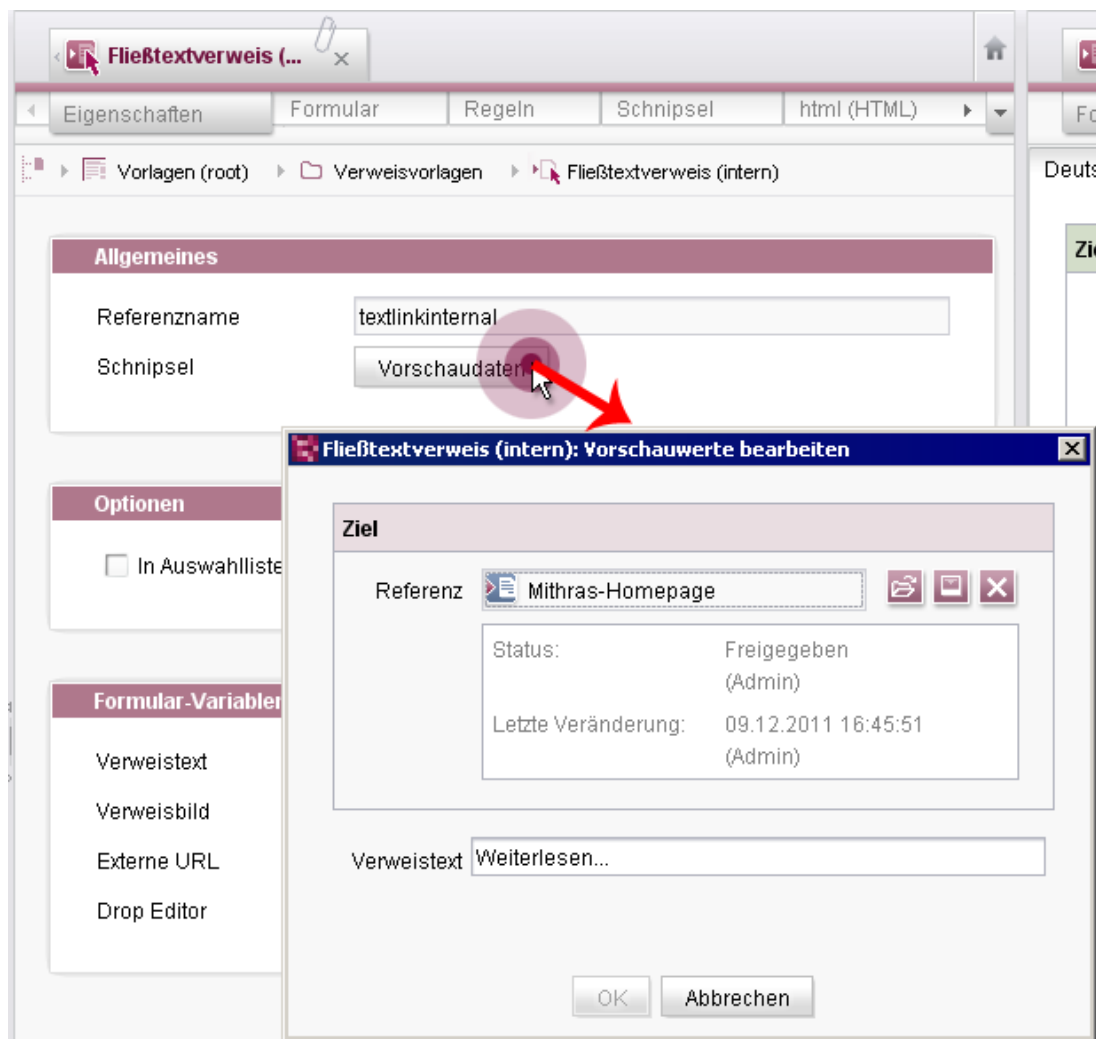 Fließtextverweis (...
Eigenschaften Formular Regeln Schnipsel html (HTML)
Vorlagen (root) Verweisvorlagen Fließtextverweis (intern)
Allgemeines
Referenzname textlinkinternal
Schnipsel Vorschaudaten
Fließtextverweis (intern): Vorschauwerte bearbeiten
Optionen
In Auswahlliste
Ziel
Referenz Mithras-Homepage
Status: Freigegeben
(Admin)
Letzte Veränderung: 09.12.2011 16:45:51
(Admin)
Formular-Variablen
Verweistext
Verweisbild
Externe URL
Drop Editor
Verweistext Weiterlesen...
OK Abbrechen